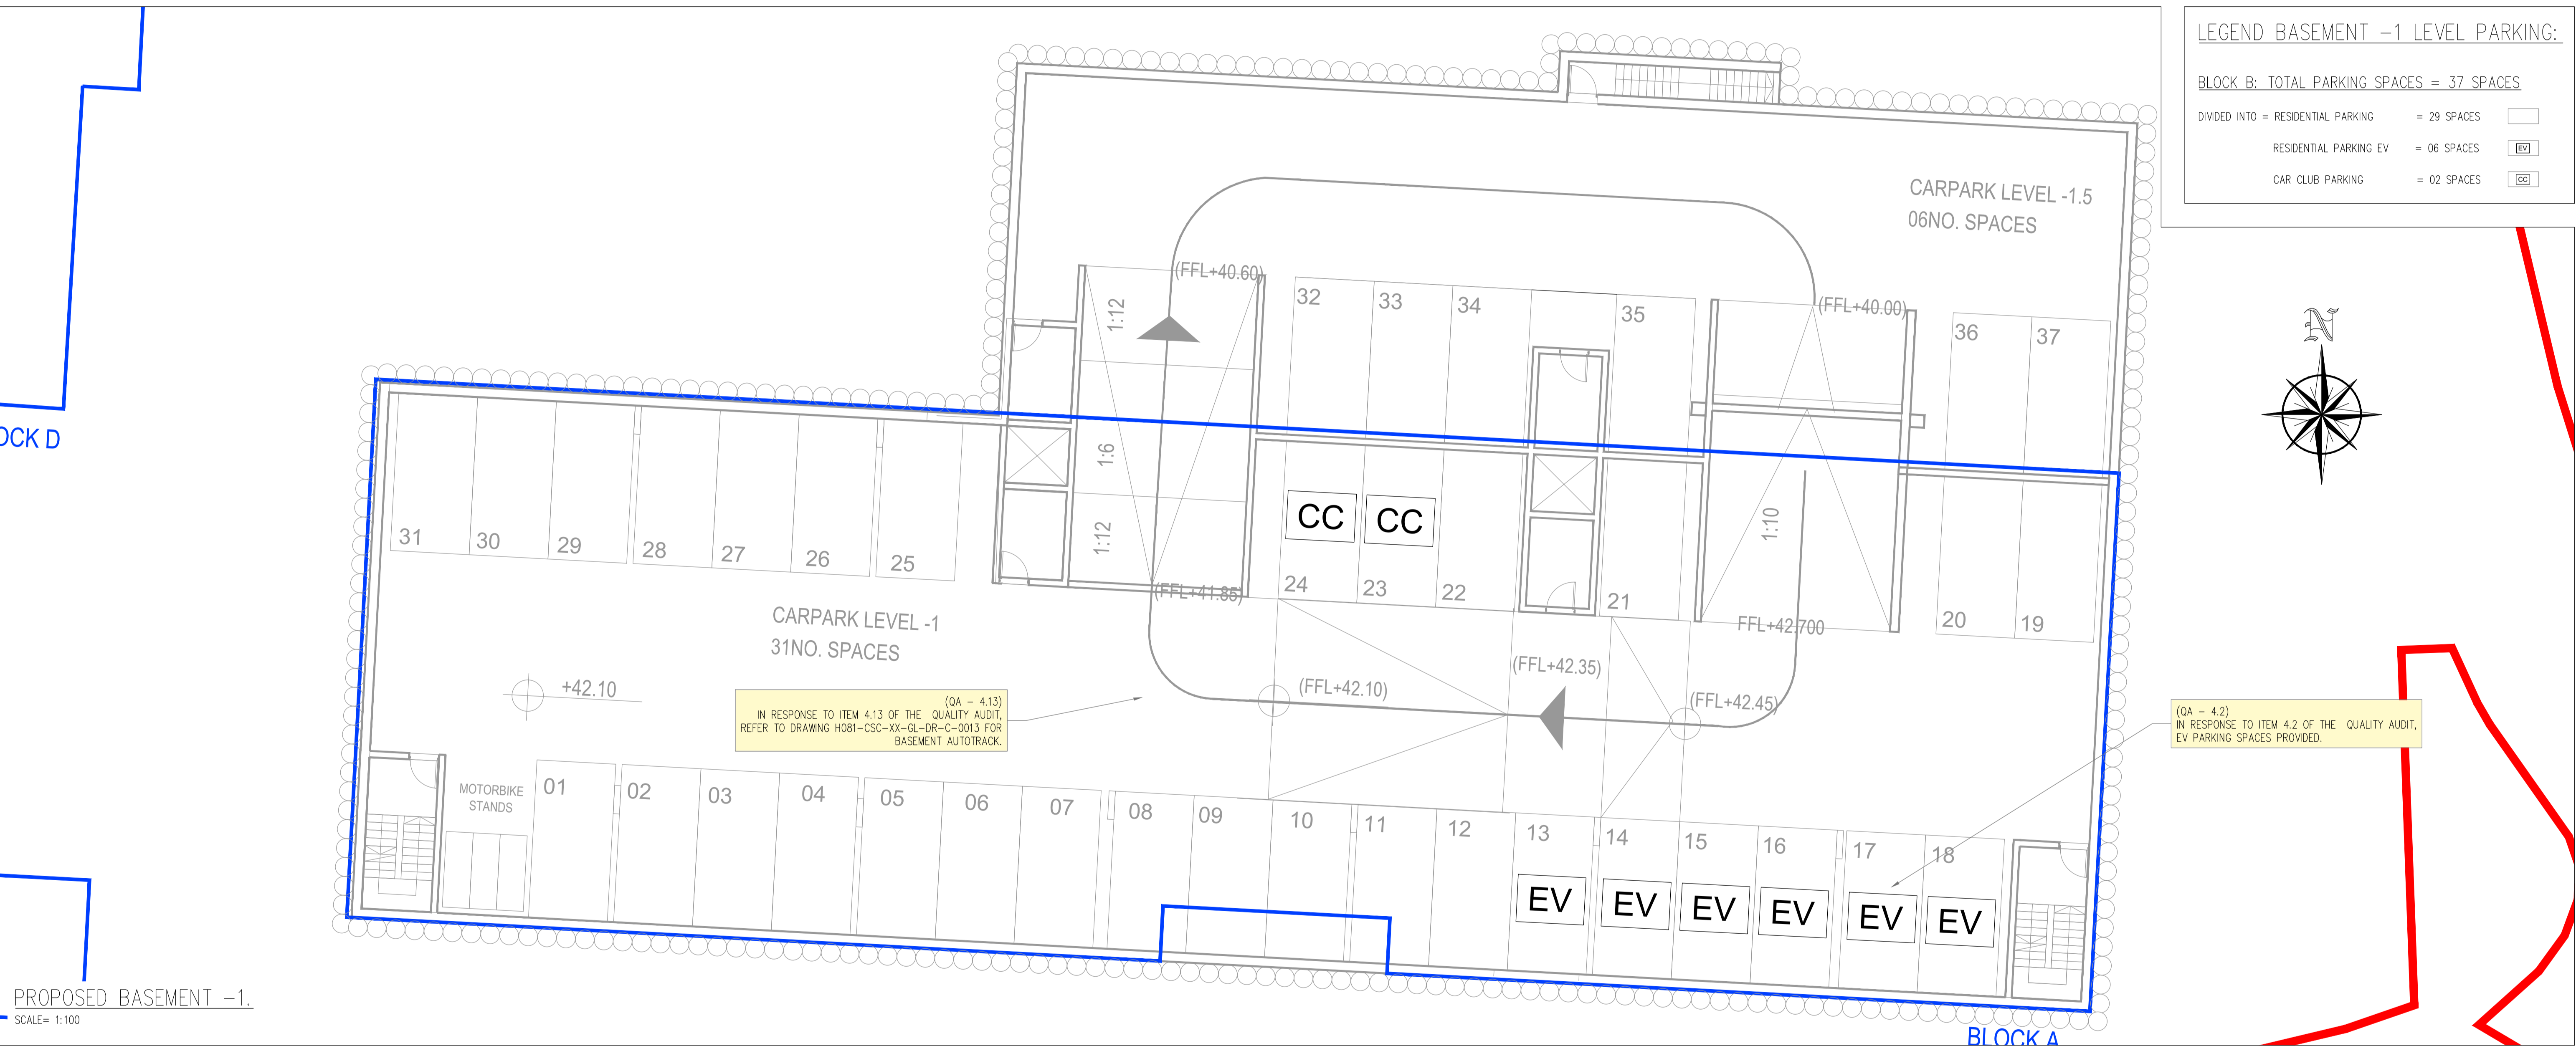 LEGEND BASEMENT -1 LEVEL PARKING:
BLOCK B: TOTAL PARKING SPACES = 37 SPACES
DIVIDED INTO = RESIDENTIAL PARKING = 29 SPACES
RESIDENTIAL PARKING EV = 06 SPACES EV
CAR CLUB PARKING = 02 SPACES CC
CARPARK LEVEL -1.5
06NO. SPACES
N
(FFL+40.60)
(FFL+40.00)
1:12
32
33
34
35
36
37
OCK D
1:6
1:12
1:10
CC
CC
31
30
29
28
27
26
25
24
23
22
21
20
19
(FFL+41.85)
FFL+42.700
CARPARK LEVEL -1
31NO. SPACES
+42.10
(FFL+42.10)
(FFL+42.35)
(FFL+42.45)
(QA - 4.13)
IN RESPONSE TO ITEM 4.13 OF THE QUALITY AUDIT,
REFER TO DRAWING H081-CSC-XX-GL-DR-C-0013 FOR
BASEMENT AUTOTRACK.
(QA - 4.2)
IN RESPONSE TO ITEM 4.2 OF THE QUALITY AUDIT,
EV PARKING SPACES PROVIDED.
MOTORBIKE
STANDS
01
02
03
04
05
06
07
08
09
10
11
12
13
14
15
16
17
18
EV
EV
EV
EV
EV
EV
PROPOSED BASEMENT -1.
SCALE= 1:100
BLOCK A